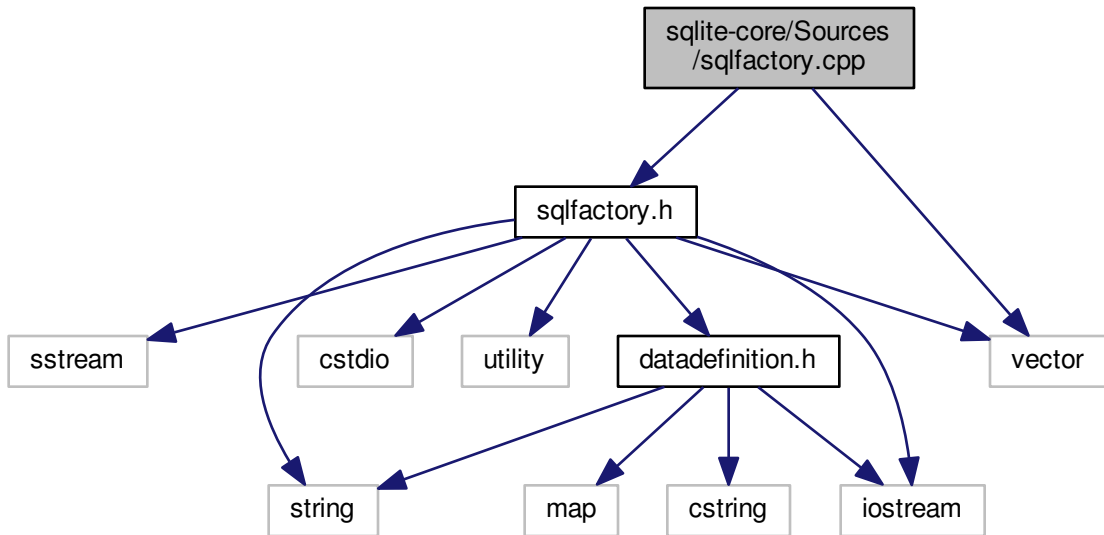 sqlite-core/Sources
/sqlfactory.cpp
sqlfactory.h
sstream
cstdio
utility
datadefinition.h
vector
string
map
cstring
iostream